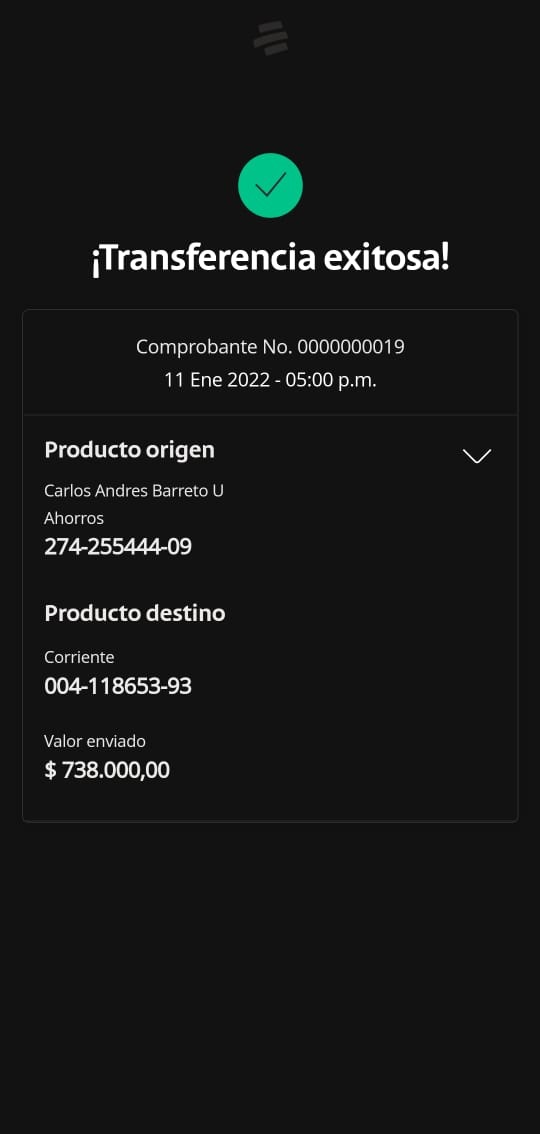 ¡Transferencia exitosa!
Comprobante No. 0000000019
11 Ene 2022 - 05:00 p.m.
Producto origen
Carlos Andres Barreto U
Ahorros
274-255444-09
Producto destino
Corriente
004-118653-93
Valor enviado
$ 738.000,00